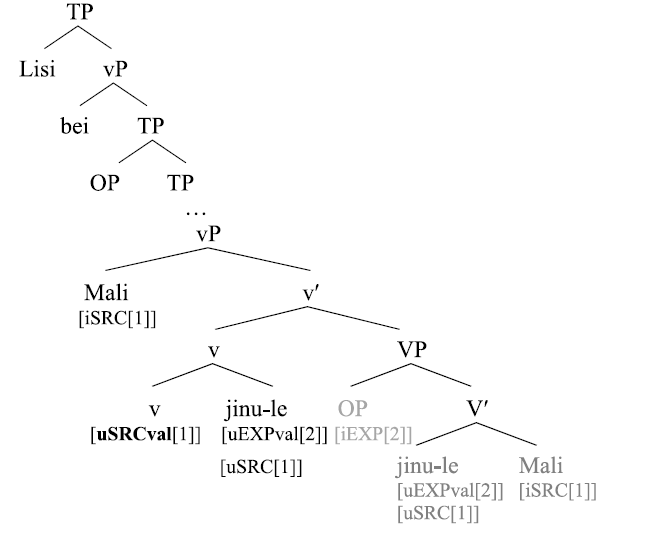 TP
Lisi vP
bei TP
OP TP
...
vP
Mali v′
[iSRC[1]]
v VP
v jinu-le OP V′
[uSRCval[1]] [uEXPval[2]] [iEXP[2]]
[uSRC[1]]
jinu-le Mali
[uEXPval[2]] [iSRC[1]]
[uSRC[1]]